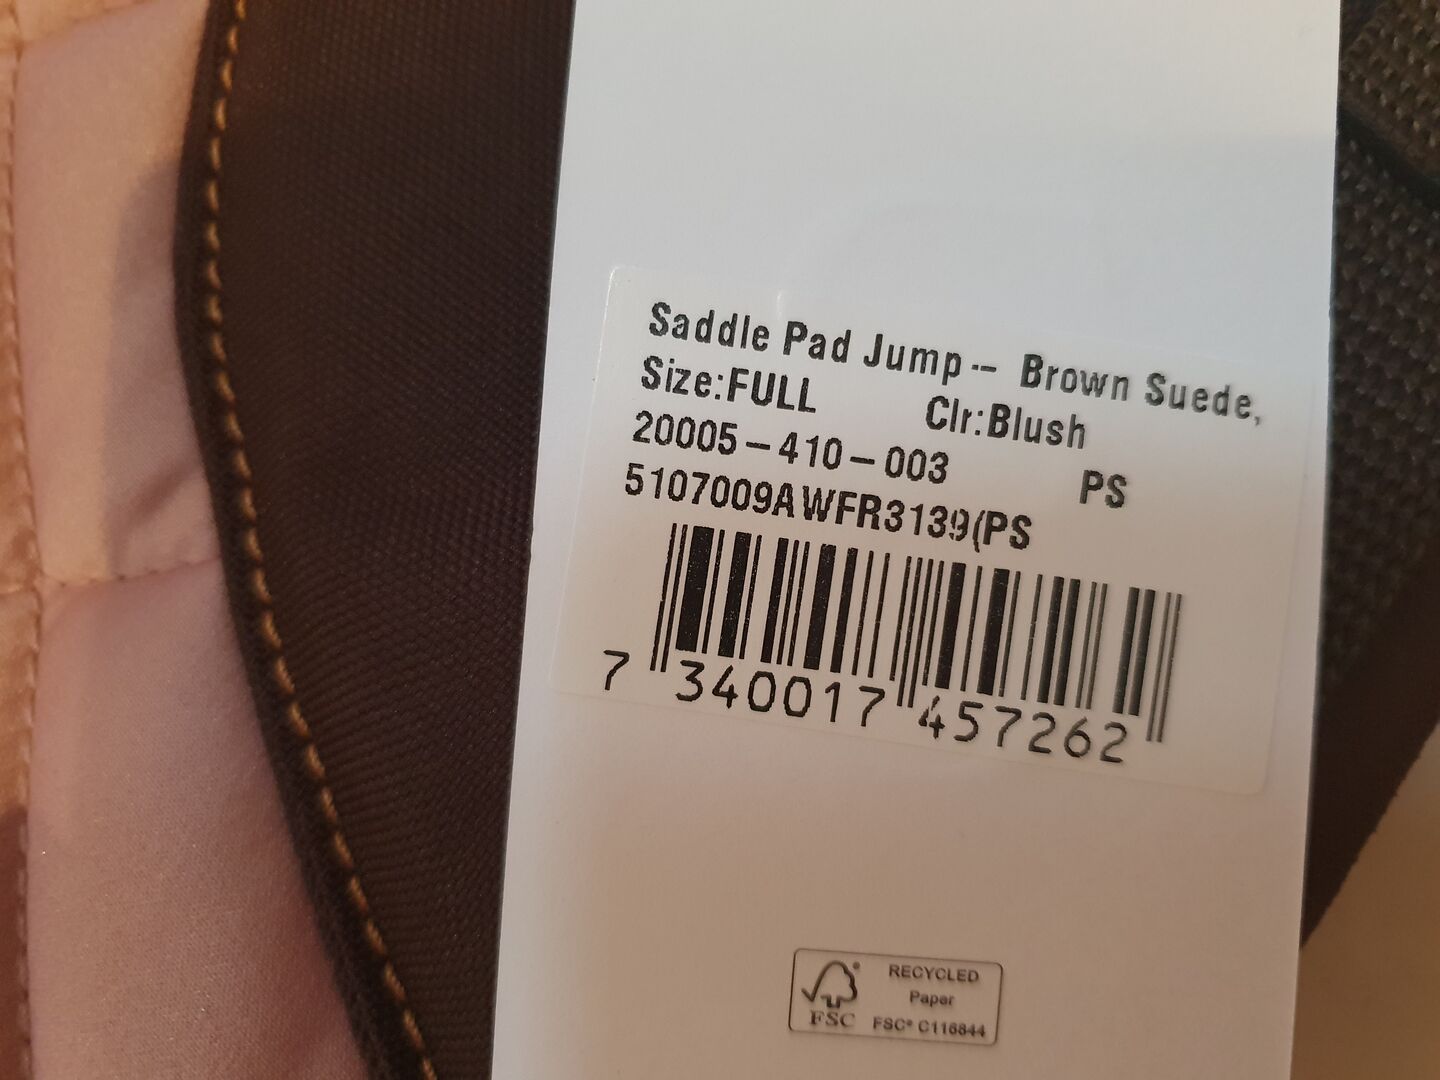 Saddle Pad Jump -- Brown Suede,
Size:FULL Clr:Blush
20005-410-003 PS
5107009AWFR3139(PS
7 340017 457262
RECYCLED
Paper
FSC FSC® C116844